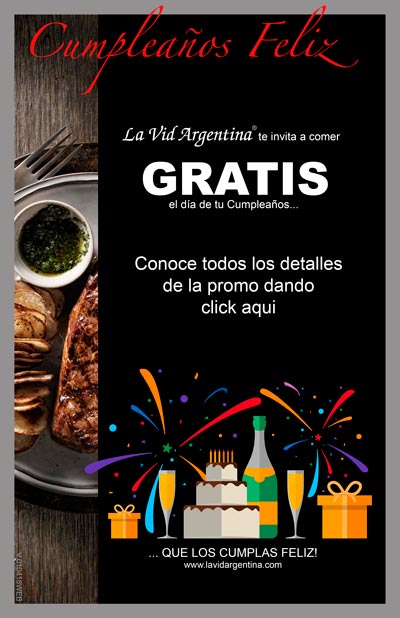 Cumpleaños Feliz
La Vid Argentina® te invita a comer
GRATIS
el día de tu Cumpleaños...
Conoce todos los detalles
de la promo dando
click aqui
... QUE LOS CUMPLAS FELIZ!
www.lavidargentina.com